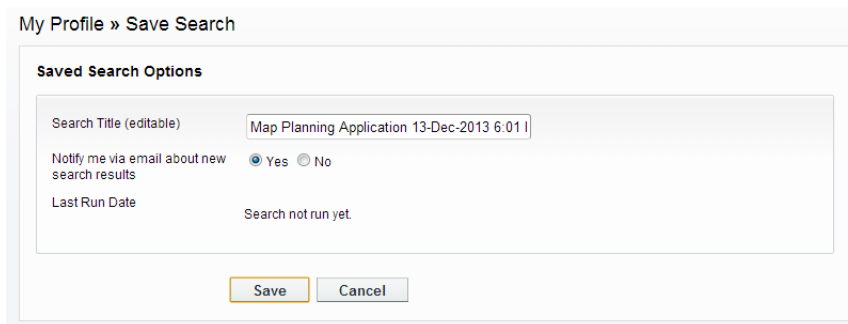 My Profile » Save Search
Saved Search Options
Search Title (editable)
Map Planning Application 13-Dec-2013 6:01
Notify me via email about new
search results
Yes No
Last Run Date
Search not run yet.
Save Cancel